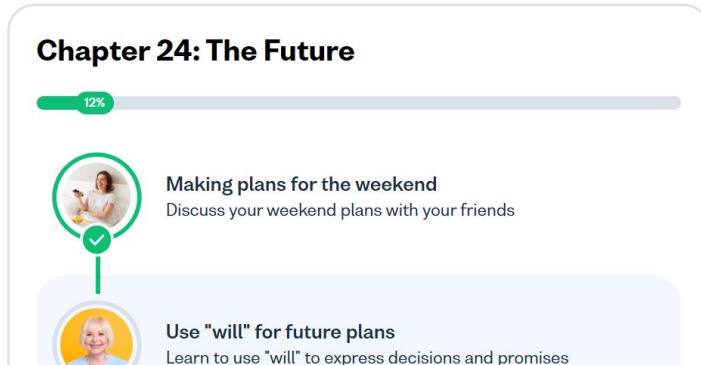 Chapter 24: The Future
12%
Making plans for the weekend
Discuss your weekend plans with your friends
Use "will" for future plans
Learn to use "will" to express decisions and promises